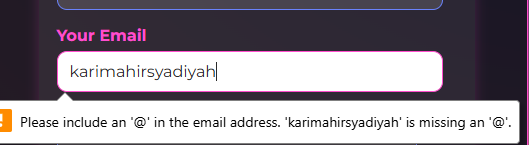 Your Email
karimahirsyadiyah
Please include an '@' in the email address. 'karimahirsyadiyah' is missing an '@'.